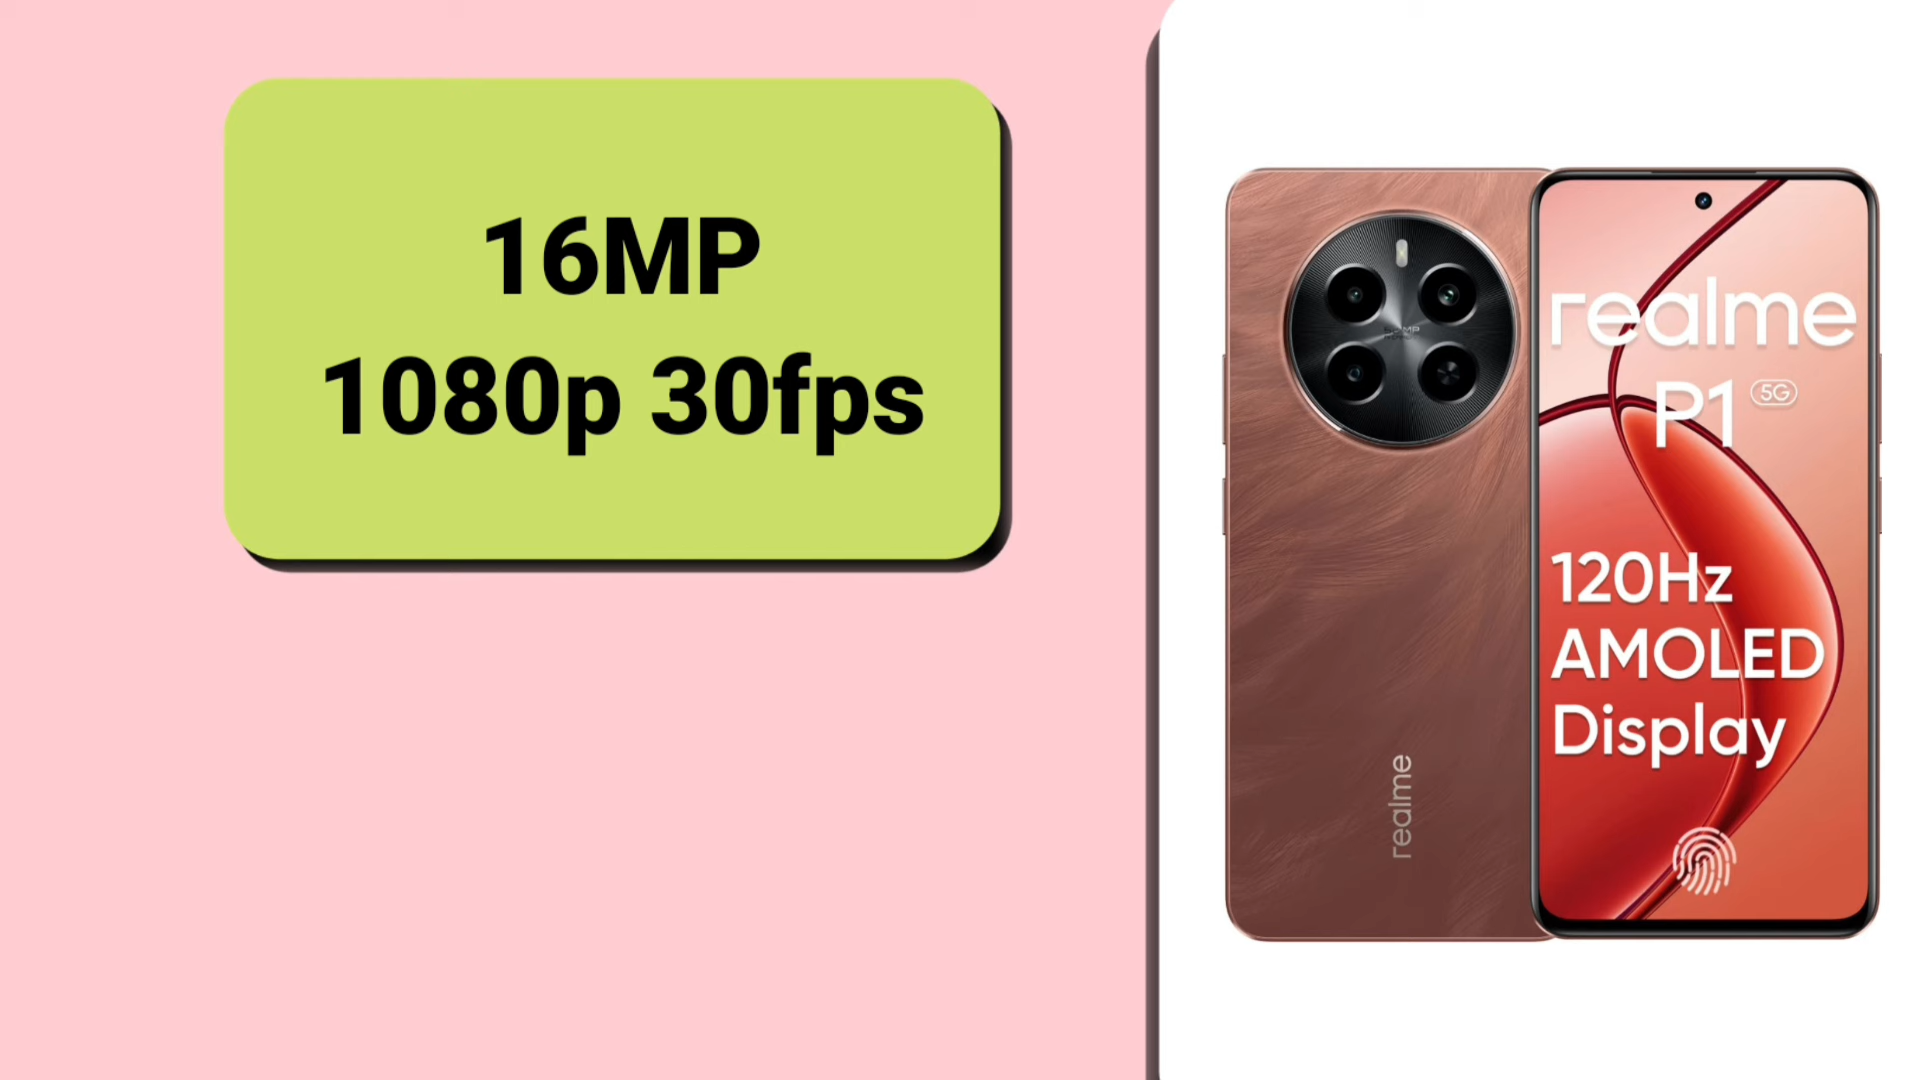 16MP
1080p 30fps
realme
P1 5G
120Hz
AMOLED
Display
realme